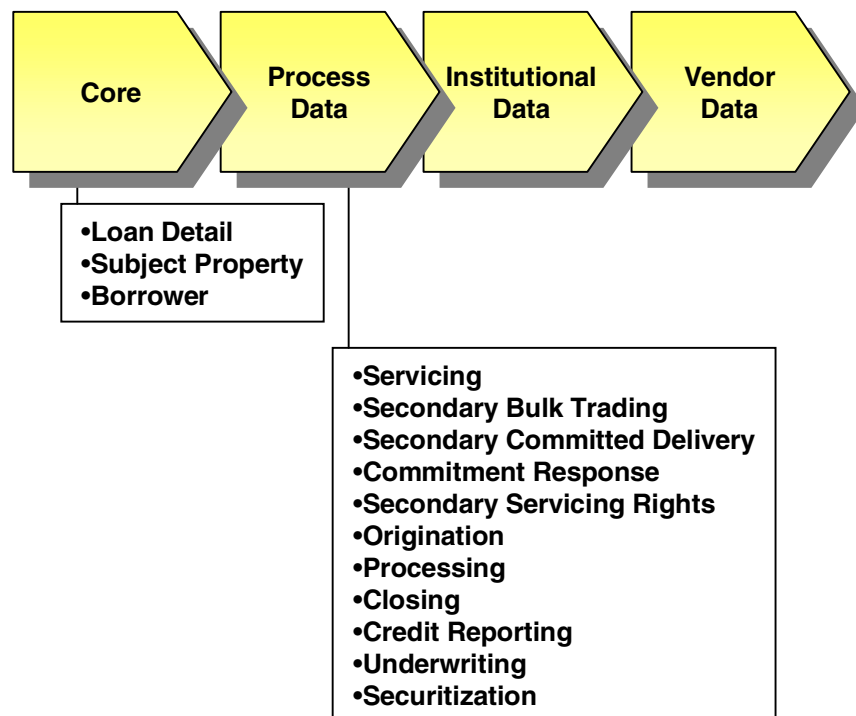 Core
Process
Data
Institutional
Data
Vendor
Data
•Loan Detail
•Subject Property
•Borrower
•Servicing
•Secondary Bulk Trading
•Secondary Committed Delivery
•Commitment Response
•Secondary Servicing Rights
•Origination
•Processing
•Closing
•Credit Reporting
•Underwriting
•Securitization